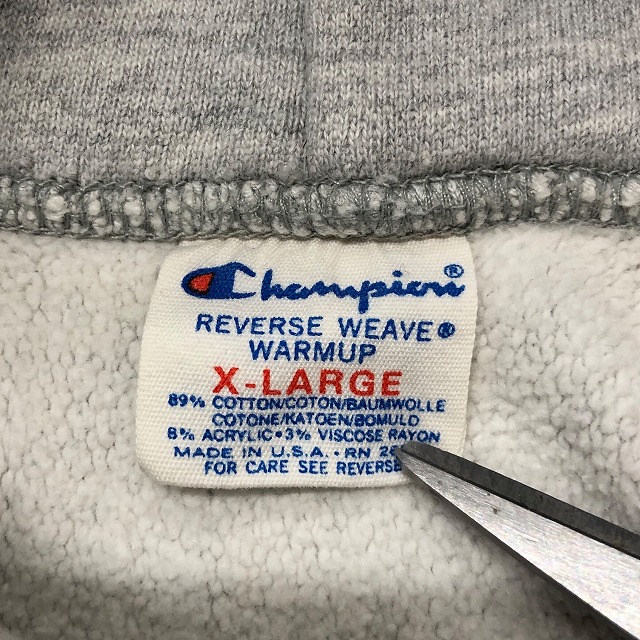 Champion®
REVERSE WEAVE®
WARMUP
X-LARGE
89% COTTON/COTON/BAUMWOLLE
COTONE/KATOEN/BOMULD
8% ACRYLIC•3% VISCOSE RAYON
MADE IN U.S.A.•RN
FOR CARE SEE REVERSE